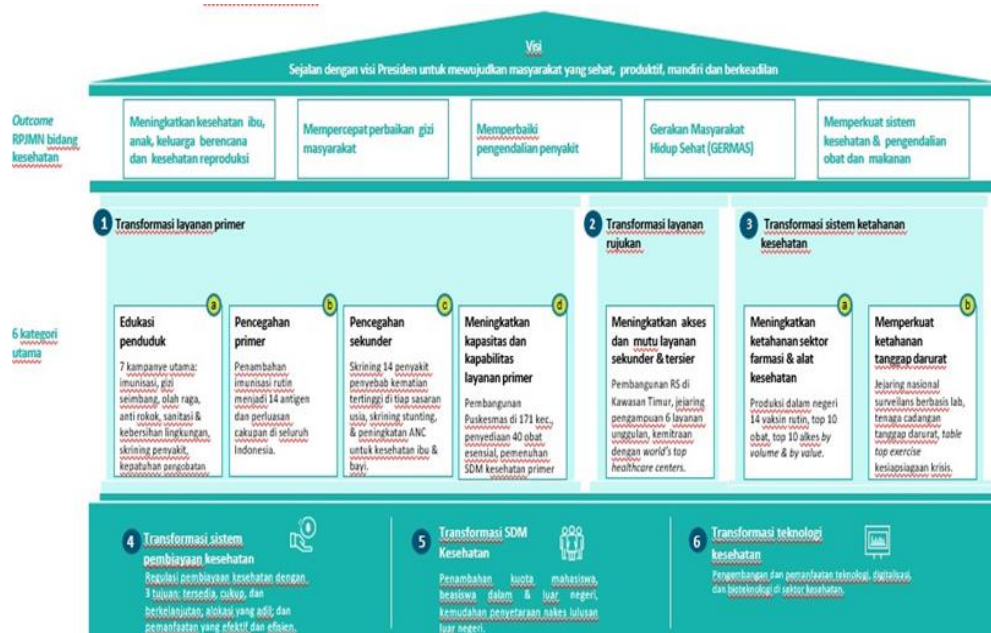 Visi
Sejalan dengan visi Presiden untuk mewujudkan masyarakat yang sehat, produktif, mandiri dan berkeadilan
Outcome
RPJMN bidang
kesehatan
Meningkatkan kesehatan ibu,
anak, keluarga berencana
dan kesehatan reproduksi
Mempercepat perbaikan gizi
masyarakat
Memperbaiki
pengendalian penyakit
Gerakan Masyarakat
Hidup Sehat (GERMAS)
Memperkuat sistem
kesehatan & pengendalian
obat dan makanan
6 kategori
utama
1 Transformasi layanan primer
a
Edukasi
penduduk
7 kampanye utama:
imunisasi, gizi
seimbang, olah raga,
anti rokok, sanitasi &
kebersihan lingkungan,
skrining penyakit,
kepatuhan pengobatan
b
Pencegahan
primer
Penambahan
imunisasi rutin
menjadi 14 antigen
dan perluasan
cakupan di seluruh
Indonesia.
c
Pencegahan
sekunder
Skrining 14 penyakit
penyebab kematian
tertinggi di tiap sasaran
usia, skrining stunting,
& peningkatan ANC
untuk kesehatan ibu &
bayi.
d
Meningkatkan
kapasitas dan
kapabilitas
layanan primer
Pembangunan
Puskesmas di 171 kec.,
penyediaan 40 obat
esensial, pemenuhan
SDM kesehatan primer
2 Transformasi layanan
rujukan
Meningkatkan akses
dan mutu layanan
sekunder & tersier
Pembangunan RS di
Kawasan Timur, jejaring
pengampuan 6 layanan
unggulan, kemitraan
dengan world's top
healthcare centers.
3 Transformasi sistem ketahanan
kesehatan
a
Meningkatkan
ketahanan sektor
farmasi & alat
kesehatan
Produksi dalam negeri
14 vaksin rutin, top 10
obat, top 10 alkes by
volume & by value.
b
Memperkuat
ketahanan
tanggap darurat
Jejaring nasional
surveilans berbasis lab,
tenaga cadangan
tanggap darurat, table
top exercise
kesiapsiagaan krisis.
4 Transformasi sistem
pembiayaan kesehatan
Regulasi pembiayaan kesehatan dengan
3 tujuan: tersedia, cukup, dan
berkelanjutan; alokasi yang adil; dan
pemanfaatan yang efektif dan efisien.
5 Transformasi SDM
Kesehatan
Penambahan kuota mahasiswa,
beasiswa dalam & luar negeri,
kemudahan penyetaraan nakes lulusan
luar negeri.
6 Transformasi teknologi
kesehatan
Pengembangan dan pemanfaatan teknologi, digitalisasi,
dan bioteknologi di sektor kesehatan.